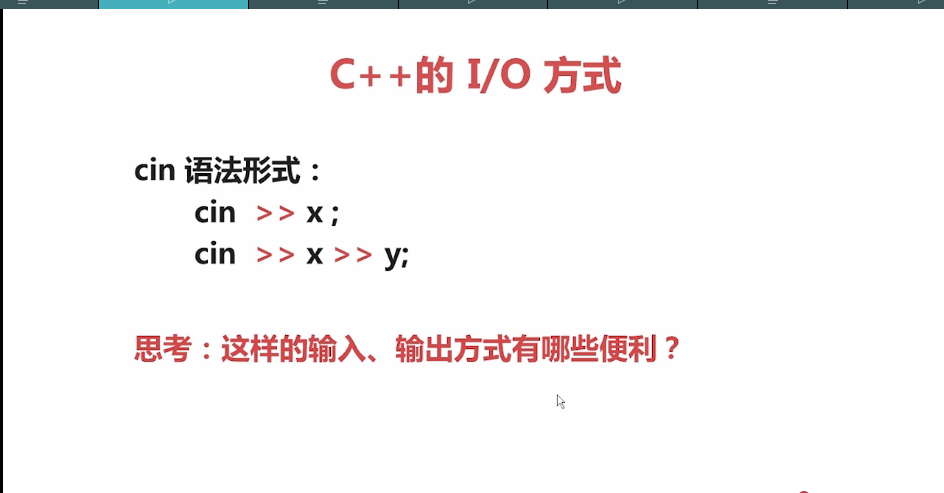 C++的 I/O 方式
cin 语法形式：
cin >> x ;
cin >> x >> y;
思考：这样的输入、输出方式有哪些便利？